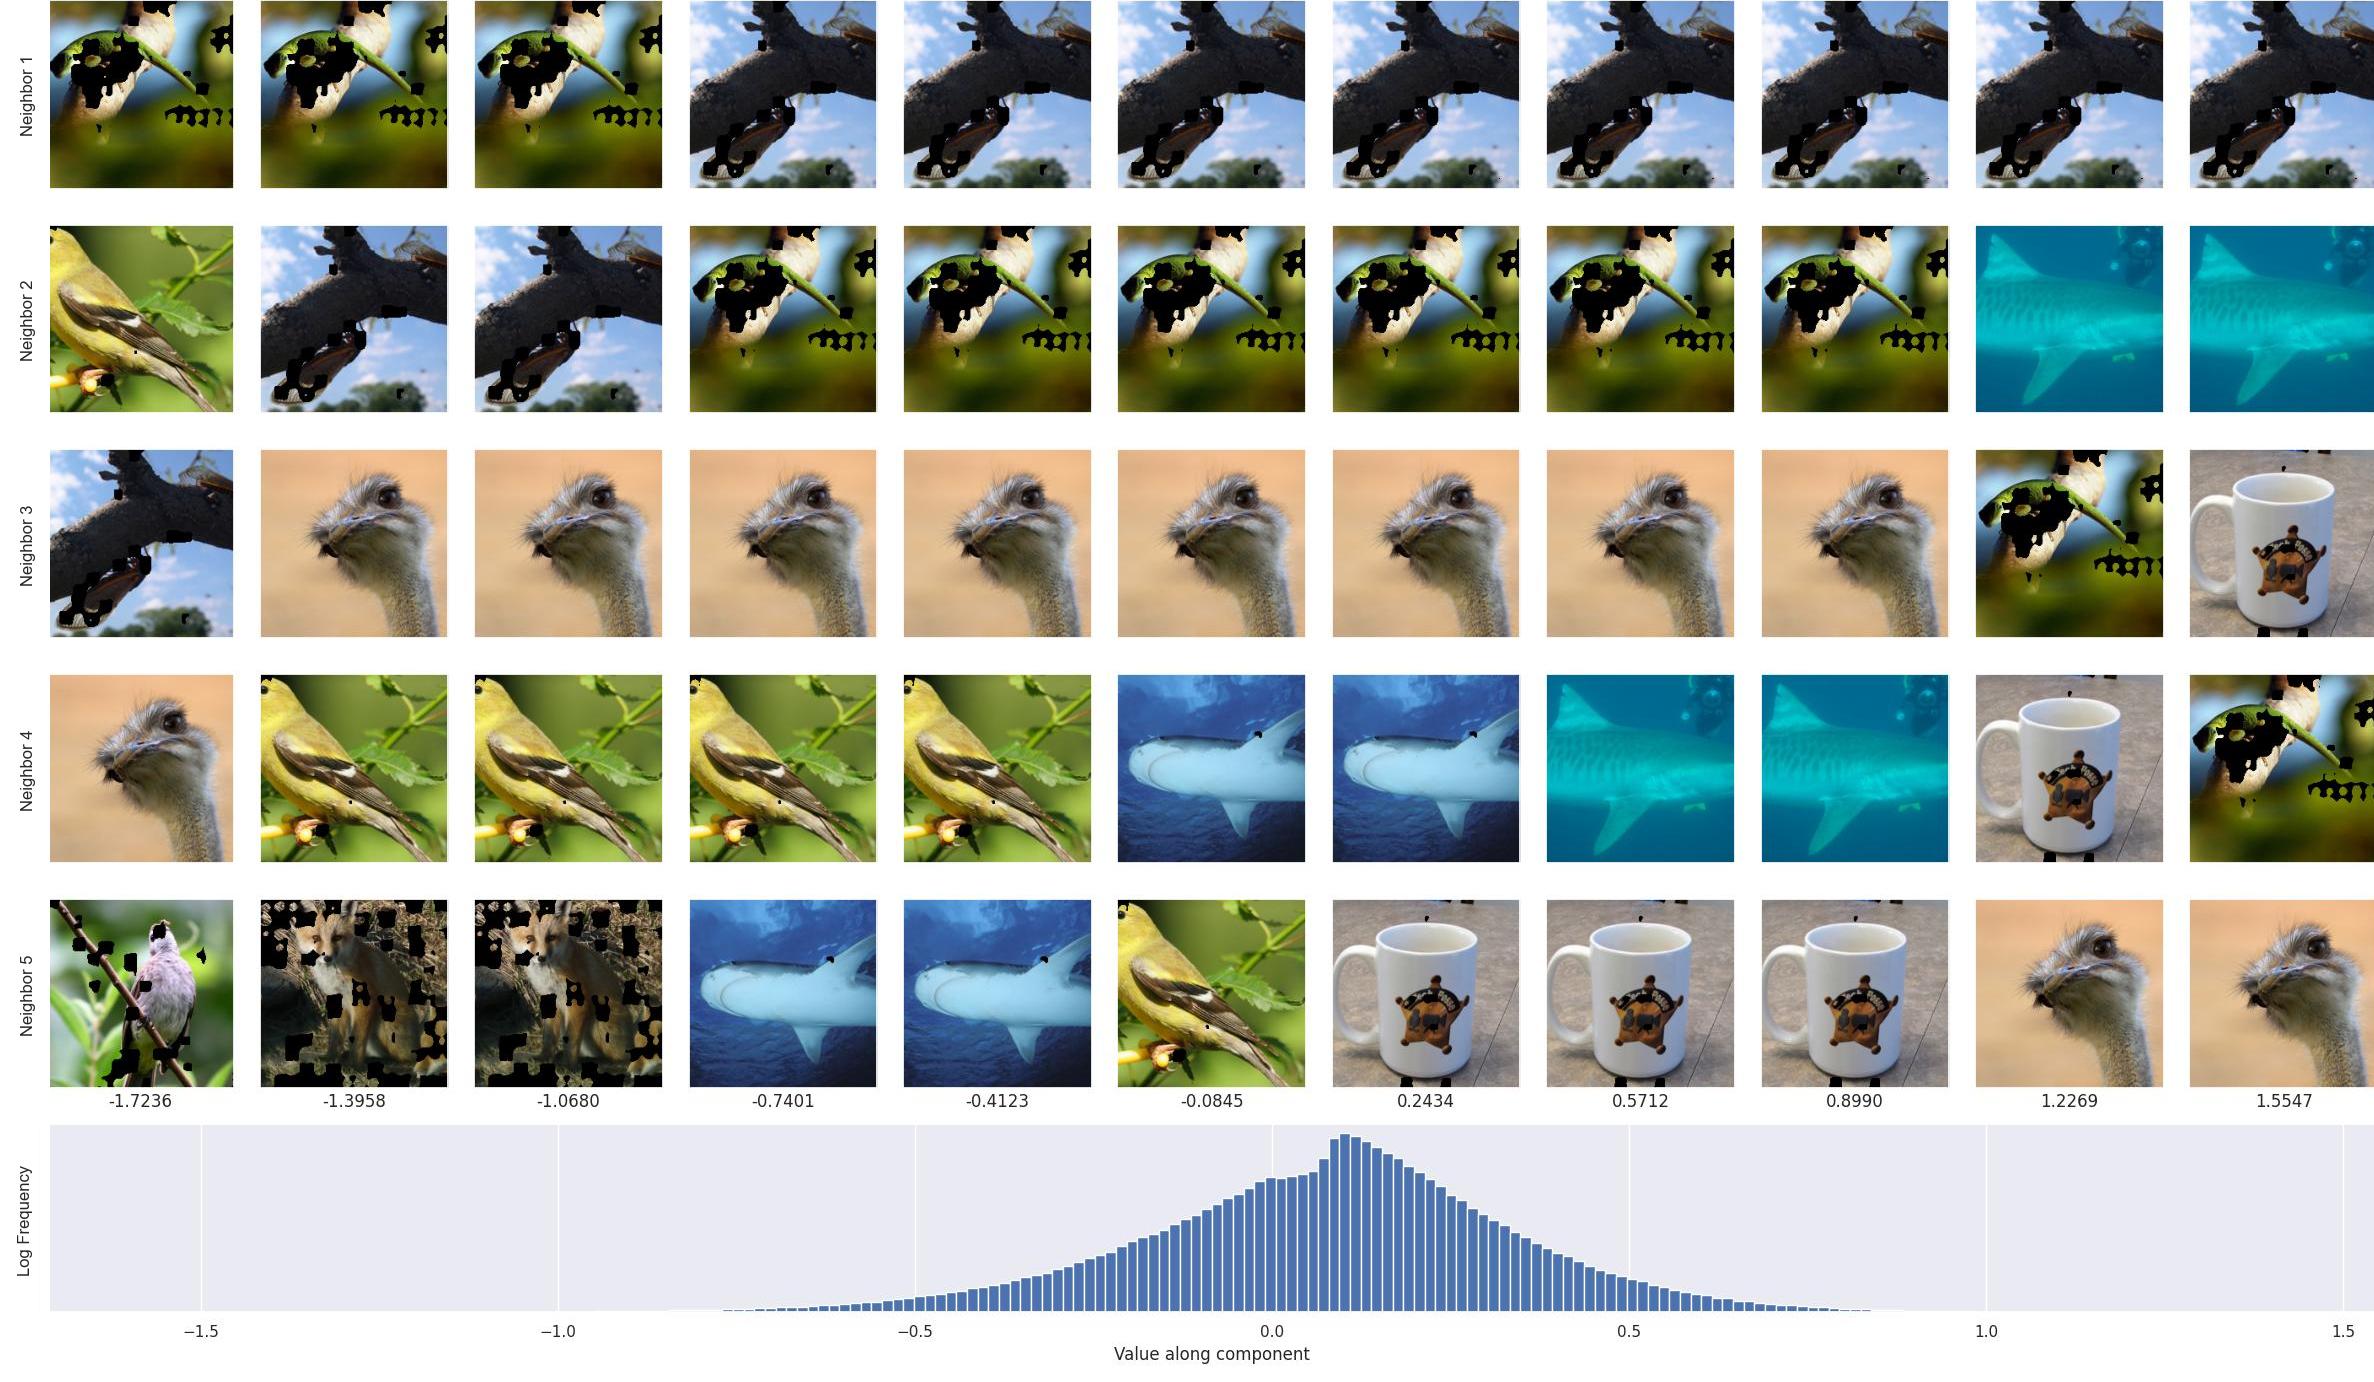 Neighbor 1
Neighbor 2
Neighbor 3
Neighbor 4
Neighbor 5
-1.7236
-1.3958
-1.0680
-0.7401
-0.4123
-0.0845
0.2434
0.5712
0.8990
1.2269
1.5547
Log Frequency
−1.5
−1.0
−0.5
0.0
0.5
1.0
1.5
Value along component